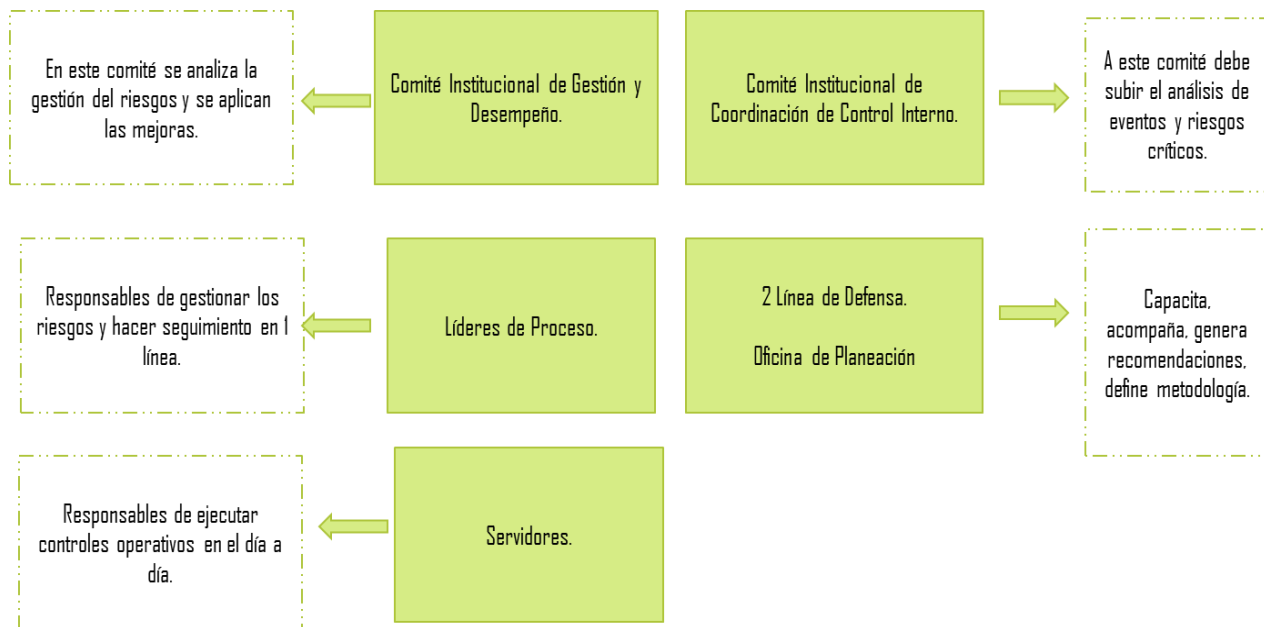 En este comité se analiza la
gestión del riesgos y se aplican
las mejoras.
Comité Institucional de Gestión y
Desempeño.
Comité Institucional de
Coordinación de Control Interno.
A este comité debe
subir el análisis de
eventos y riesgos
críticos.
Responsables de gestionar los
riesgos y hacer seguimiento en 1
línea.
Líderes de Proceso.
2 Línea de Defensa.
Oficina de Planeación
Capacita,
acompaña, genera
recomendaciones,
define metodología.
Responsables de ejecutar
controles operativos en el día a
día.
Servidores.